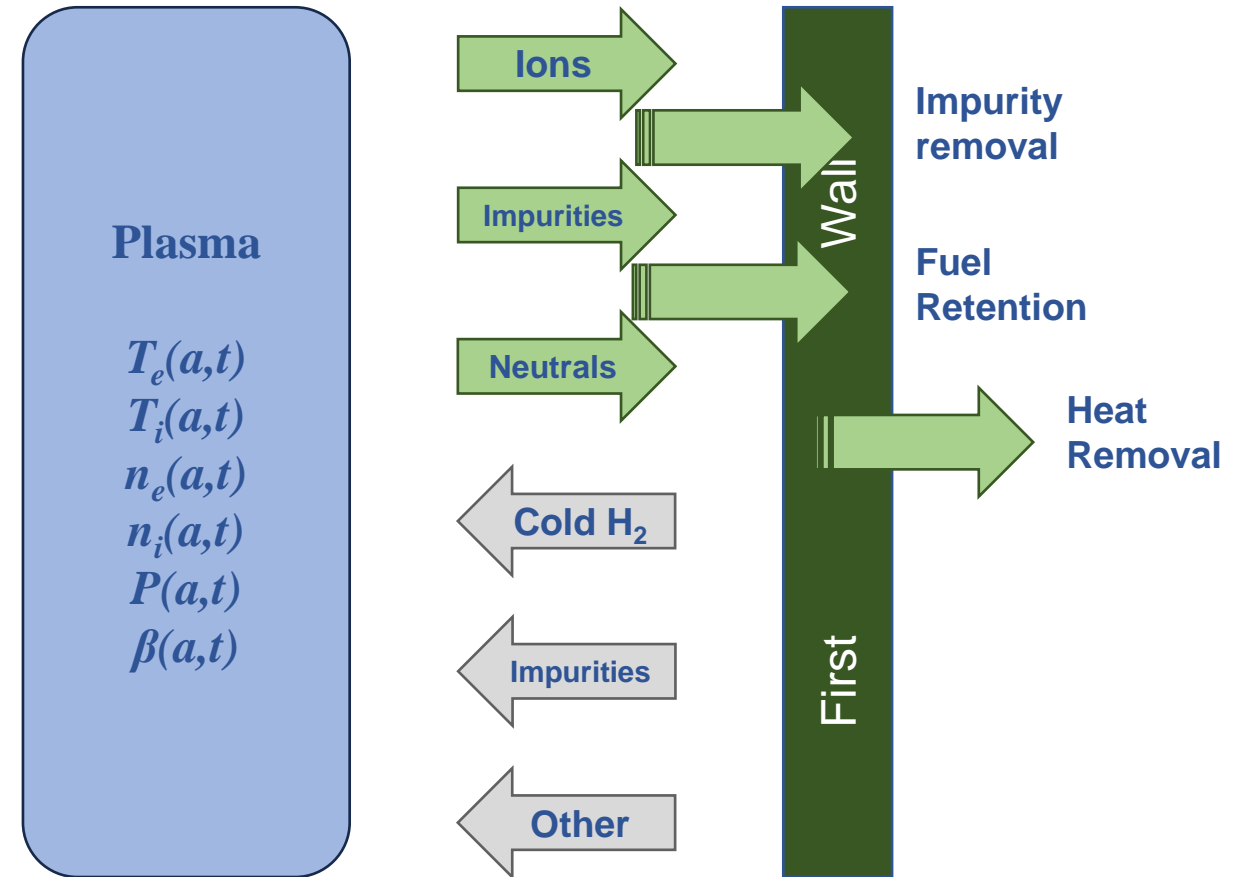 Plasma
Te(a,t)
Ti(a,t)
ne(a,t)
ni(a,t)
P(a,t)
β(a,t)
Ions
Impurities
Neutrals
Cold H2
Impurities
Other
First Wall
Impurity
removal
Fuel
Retention
Heat
Removal